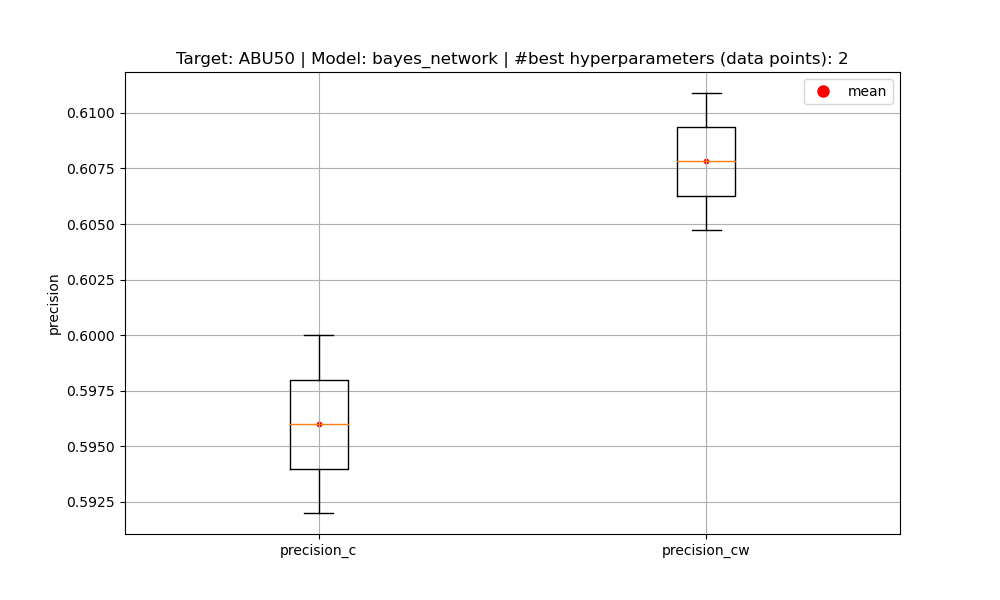 Target: ABU50 | Model: bayes_network | #best hyperparameters (data points): 2
mean
precision
0.6100
0.6075
0.6050
0.6025
0.6000
0.5975
0.5950
0.5925
precision_c
precision_cw